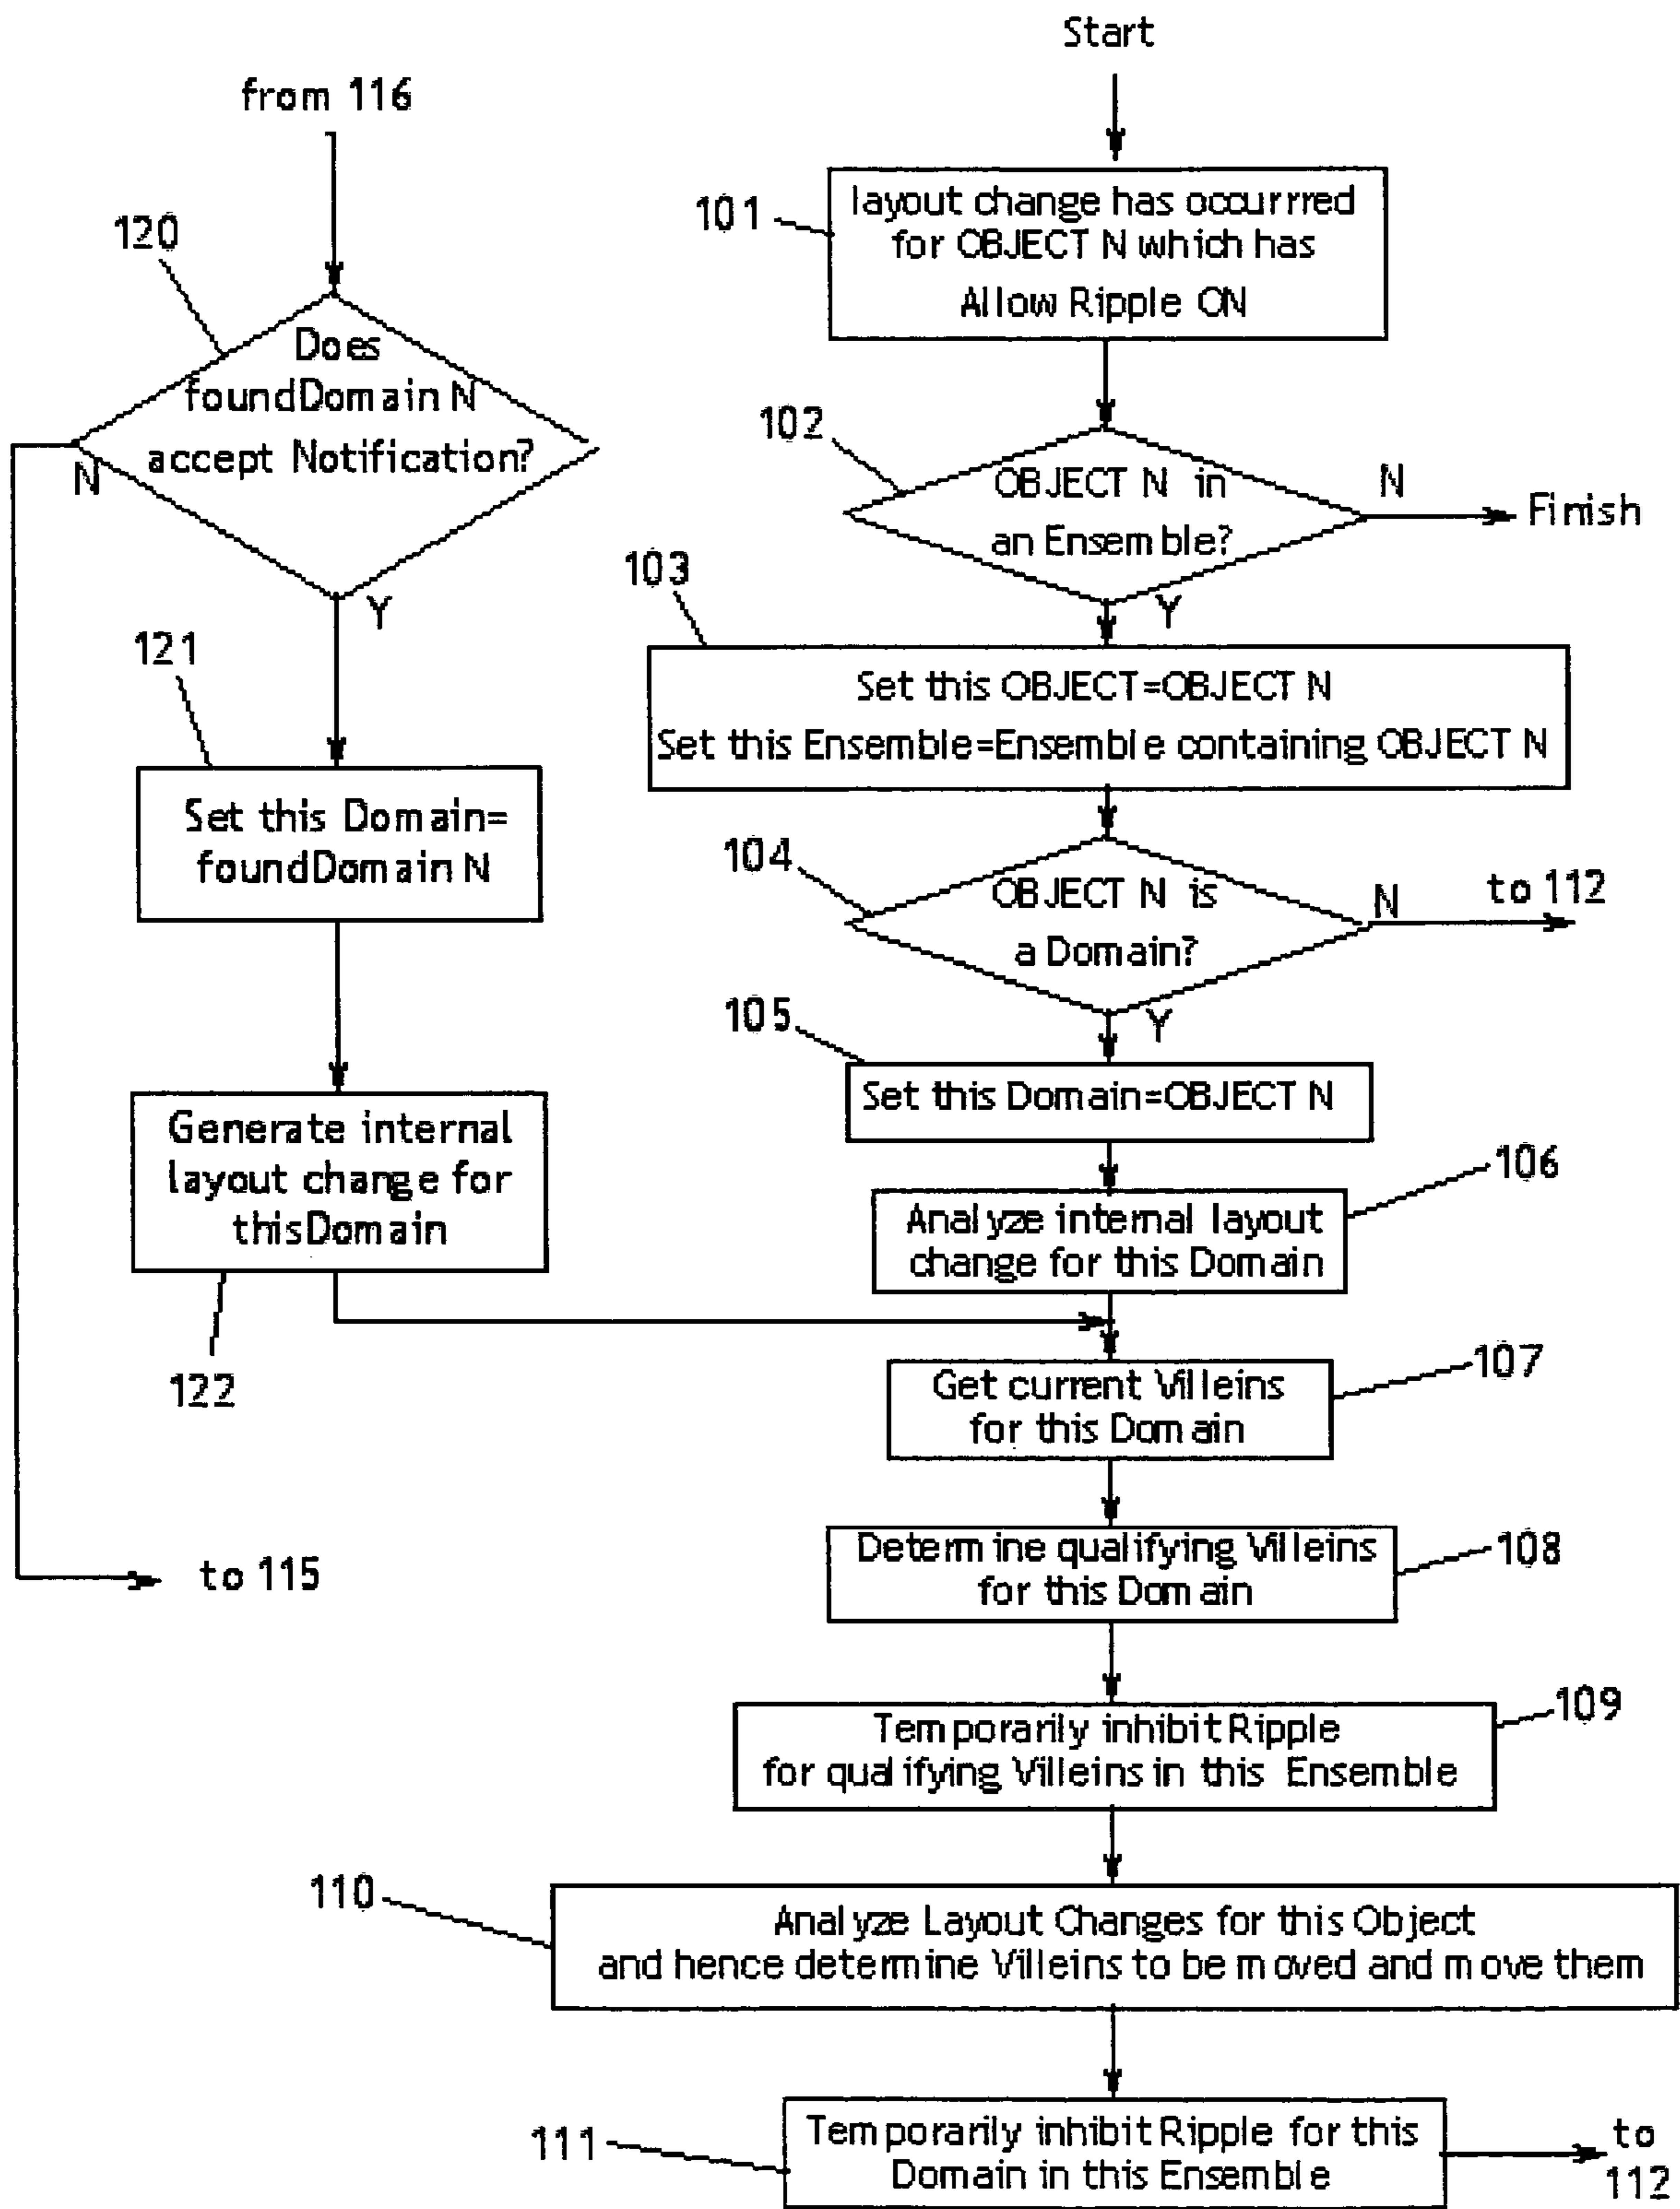 Start
from 116
101
layout change has occurrred
for OBJECT N which has
Allow Ripple ON
120
Does
foundDomain N
accept Notification?
N
Y
102
OBJECT N in
an Ensemble?
N
Finish
Y
103
Set this OBJECT=OBJECT N
Set this Ensemble=Ensemble containing OBJECT N
121
Set this Domain=
foundDomain N
104
OBJECT N is
a Domain?
N
to 112
Y
105
Set this Domain=OBJECT N
Generate internal
layout change for
thisDomain
122
106
Analyze internal layout
change for this Domain
107
Get current Villeins
for this Domain
108
Determine qualifying Villeins
for this Domain
to 115
109
Temporarily inhibit Ripple
for qualifying Villeins in this Ensemble
110
Analyze Layout Changes for this Object
and hence determine Villeins to be moved and move them
111
Temporarily inhibit Ripple for this
Domain in this Ensemble
to
112